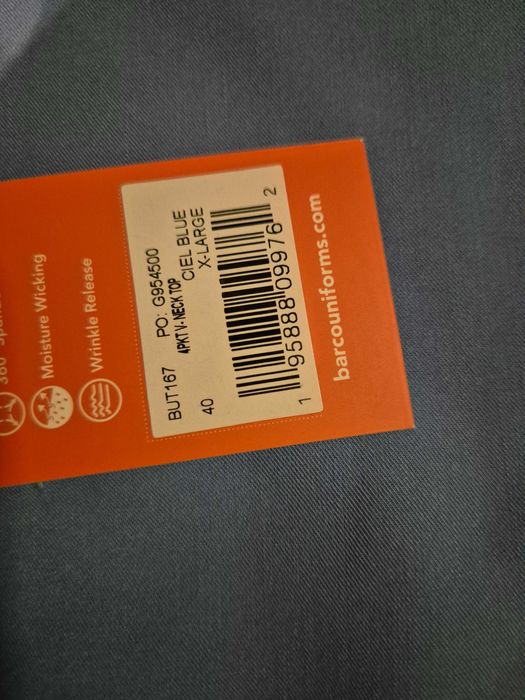 Moisture Wicking
Wrinkle Release
BUT167 PO: G954500
4PKT V-NECK TOP
CIEL BLUE
40 X-LARGE
1 95888 09976 2
barcouniforms.com